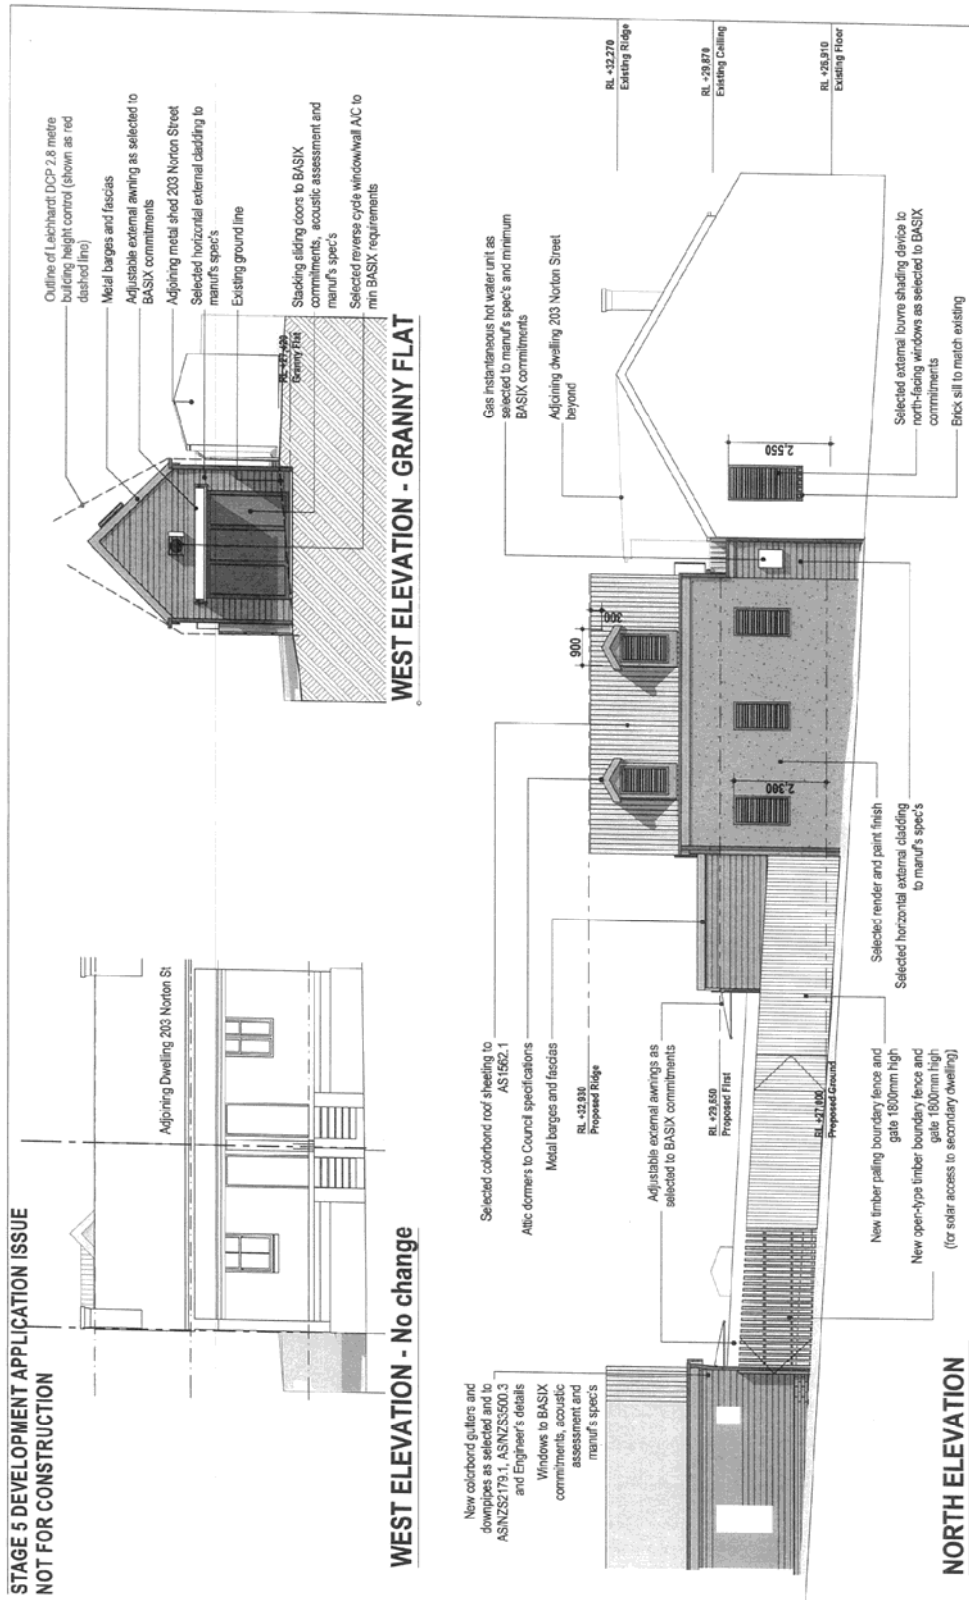 STAGE 5 DEVELOPMENT APPLICATION ISSUE
NOT FOR CONSTRUCTION
Adjoining Dwelling 203 Norton St
WEST ELEVATION - No change
Outline of Leichhardt DCP 2.8 metre
building height control (shown as red
dashed line)
Metal barges and fascias
Adjustable external awning as selected to
BASIX commitments
Adjoining metal shed 203 Norton Street
Selected horizontal external cladding to
manuf's spec's
Existing ground line
RL +27,400
Granny Flat
Stacking sliding doors to BASIX
commitments, acoustic assessment and
manuf's spec's
Selected reverse cycle window/wall A/C to
min BASIX requirements
WEST ELEVATION - GRANNY FLAT
New colorbond gutters and
downpipes as selected and to
AS/NZS2179.1, AS/NZS3500.3
and Engineer's details
Windows to BASIX
commitments, acoustic
assessment and
manuf's spec's
Selected colorbond roof sheeting to
AS1562.1
Attic dormers to Council specifications
Metal barges and fascias
RL +32,930
Proposed Ridge
Adjustable external awnings as
selected to BASIX commitments
RL +29,650
Proposed First
RL +27,000
Proposed Ground
900
300
2,300
Gas instantaneous hot water unit as
selected to manuf's spec's and minimum
BASIX commitments
Adjoining dwelling 203 Norton Street
beyond
2,550
RL +32,270
Existing Ridge
RL +29,870
Existing Ceiling
RL +26,910
Existing Floor
Selected external louvre shading device to
north-facing windows as selected to BASIX
commitments
Brick sill to match existing
Selected render and paint finish
Selected horizontal external cladding
to manuf's spec's
New timber paling boundary fence and
gate 1800mm high
New open-type timber boundary fence and
gate 1800mm high
(for solar access to secondary dwelling)
NORTH ELEVATION